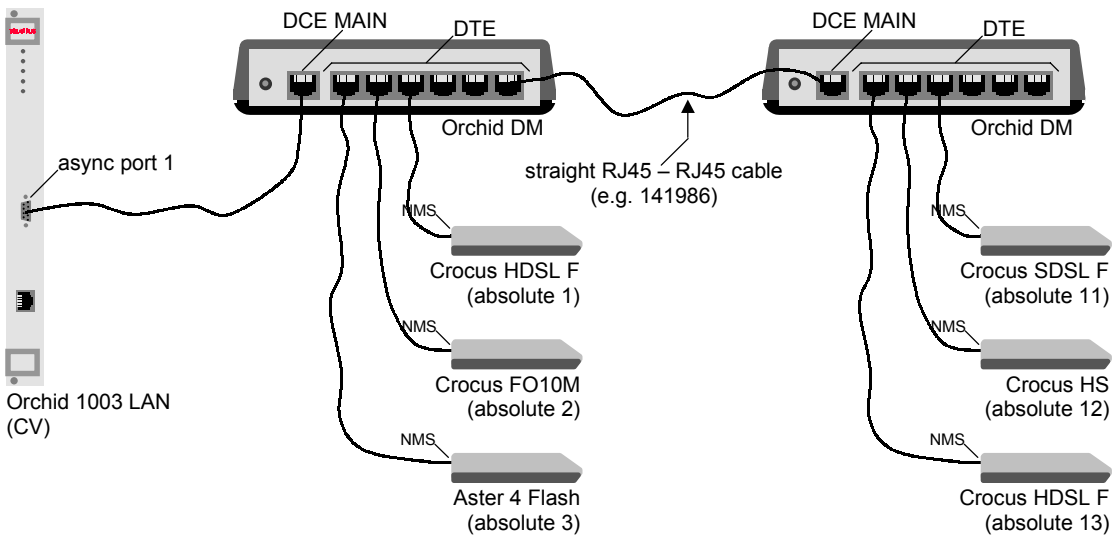 DCE MAIN
DTE
DCE MAIN
DTE
Orchid DM
Orchid DM
async port 1
straight RJ45 – RJ45 cable
(e.g. 141986)
NMS
NMS
Crocus HDSL F
(absolute 1)
Crocus SDSL F
(absolute 11)
NMS
NMS
Crocus FO10M
(absolute 2)
Crocus HS
(absolute 12)
Orchid 1003 LAN
(CV)
NMS
NMS
Aster 4 Flash
(absolute 3)
Crocus HDSL F
(absolute 13)